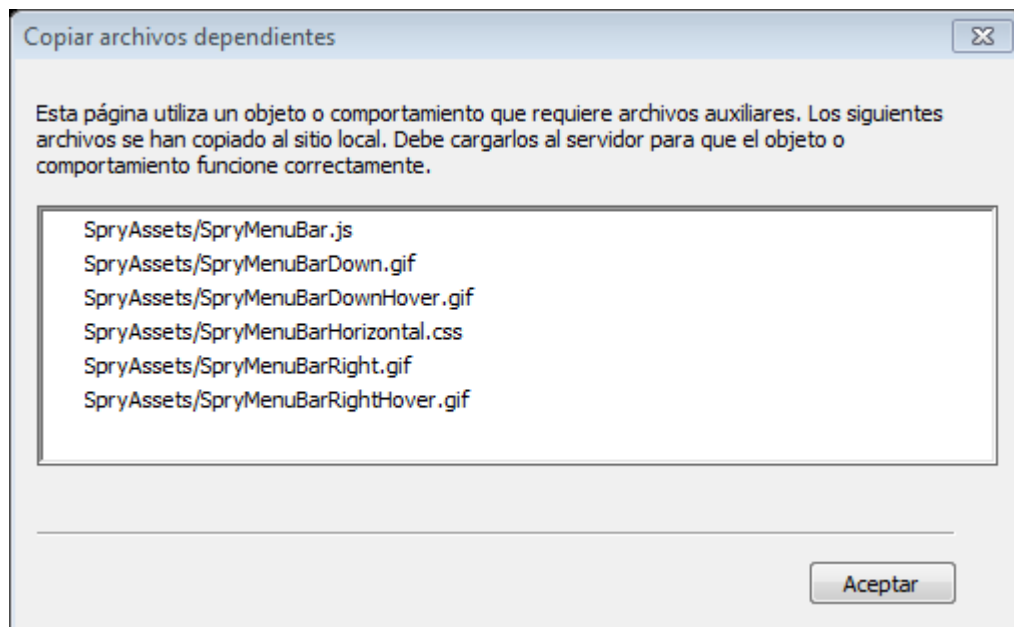 Copiar archivos dependientes
Esta página utiliza un objeto o comportamiento que requiere archivos auxiliares. Los siguientes
archivos se han copiado al sitio local. Debe cargarlos al servidor para que el objeto o
comportamiento funcione correctamente.
SpryAssets/SpryMenuBar.js
SpryAssets/SpryMenuBarDown.gif
SpryAssets/SpryMenuBarDownHover.gif
SpryAssets/SpryMenuBarHorizontal.css
SpryAssets/SpryMenuBarRight.gif
SpryAssets/SpryMenuBarRightHover.gif
Aceptar